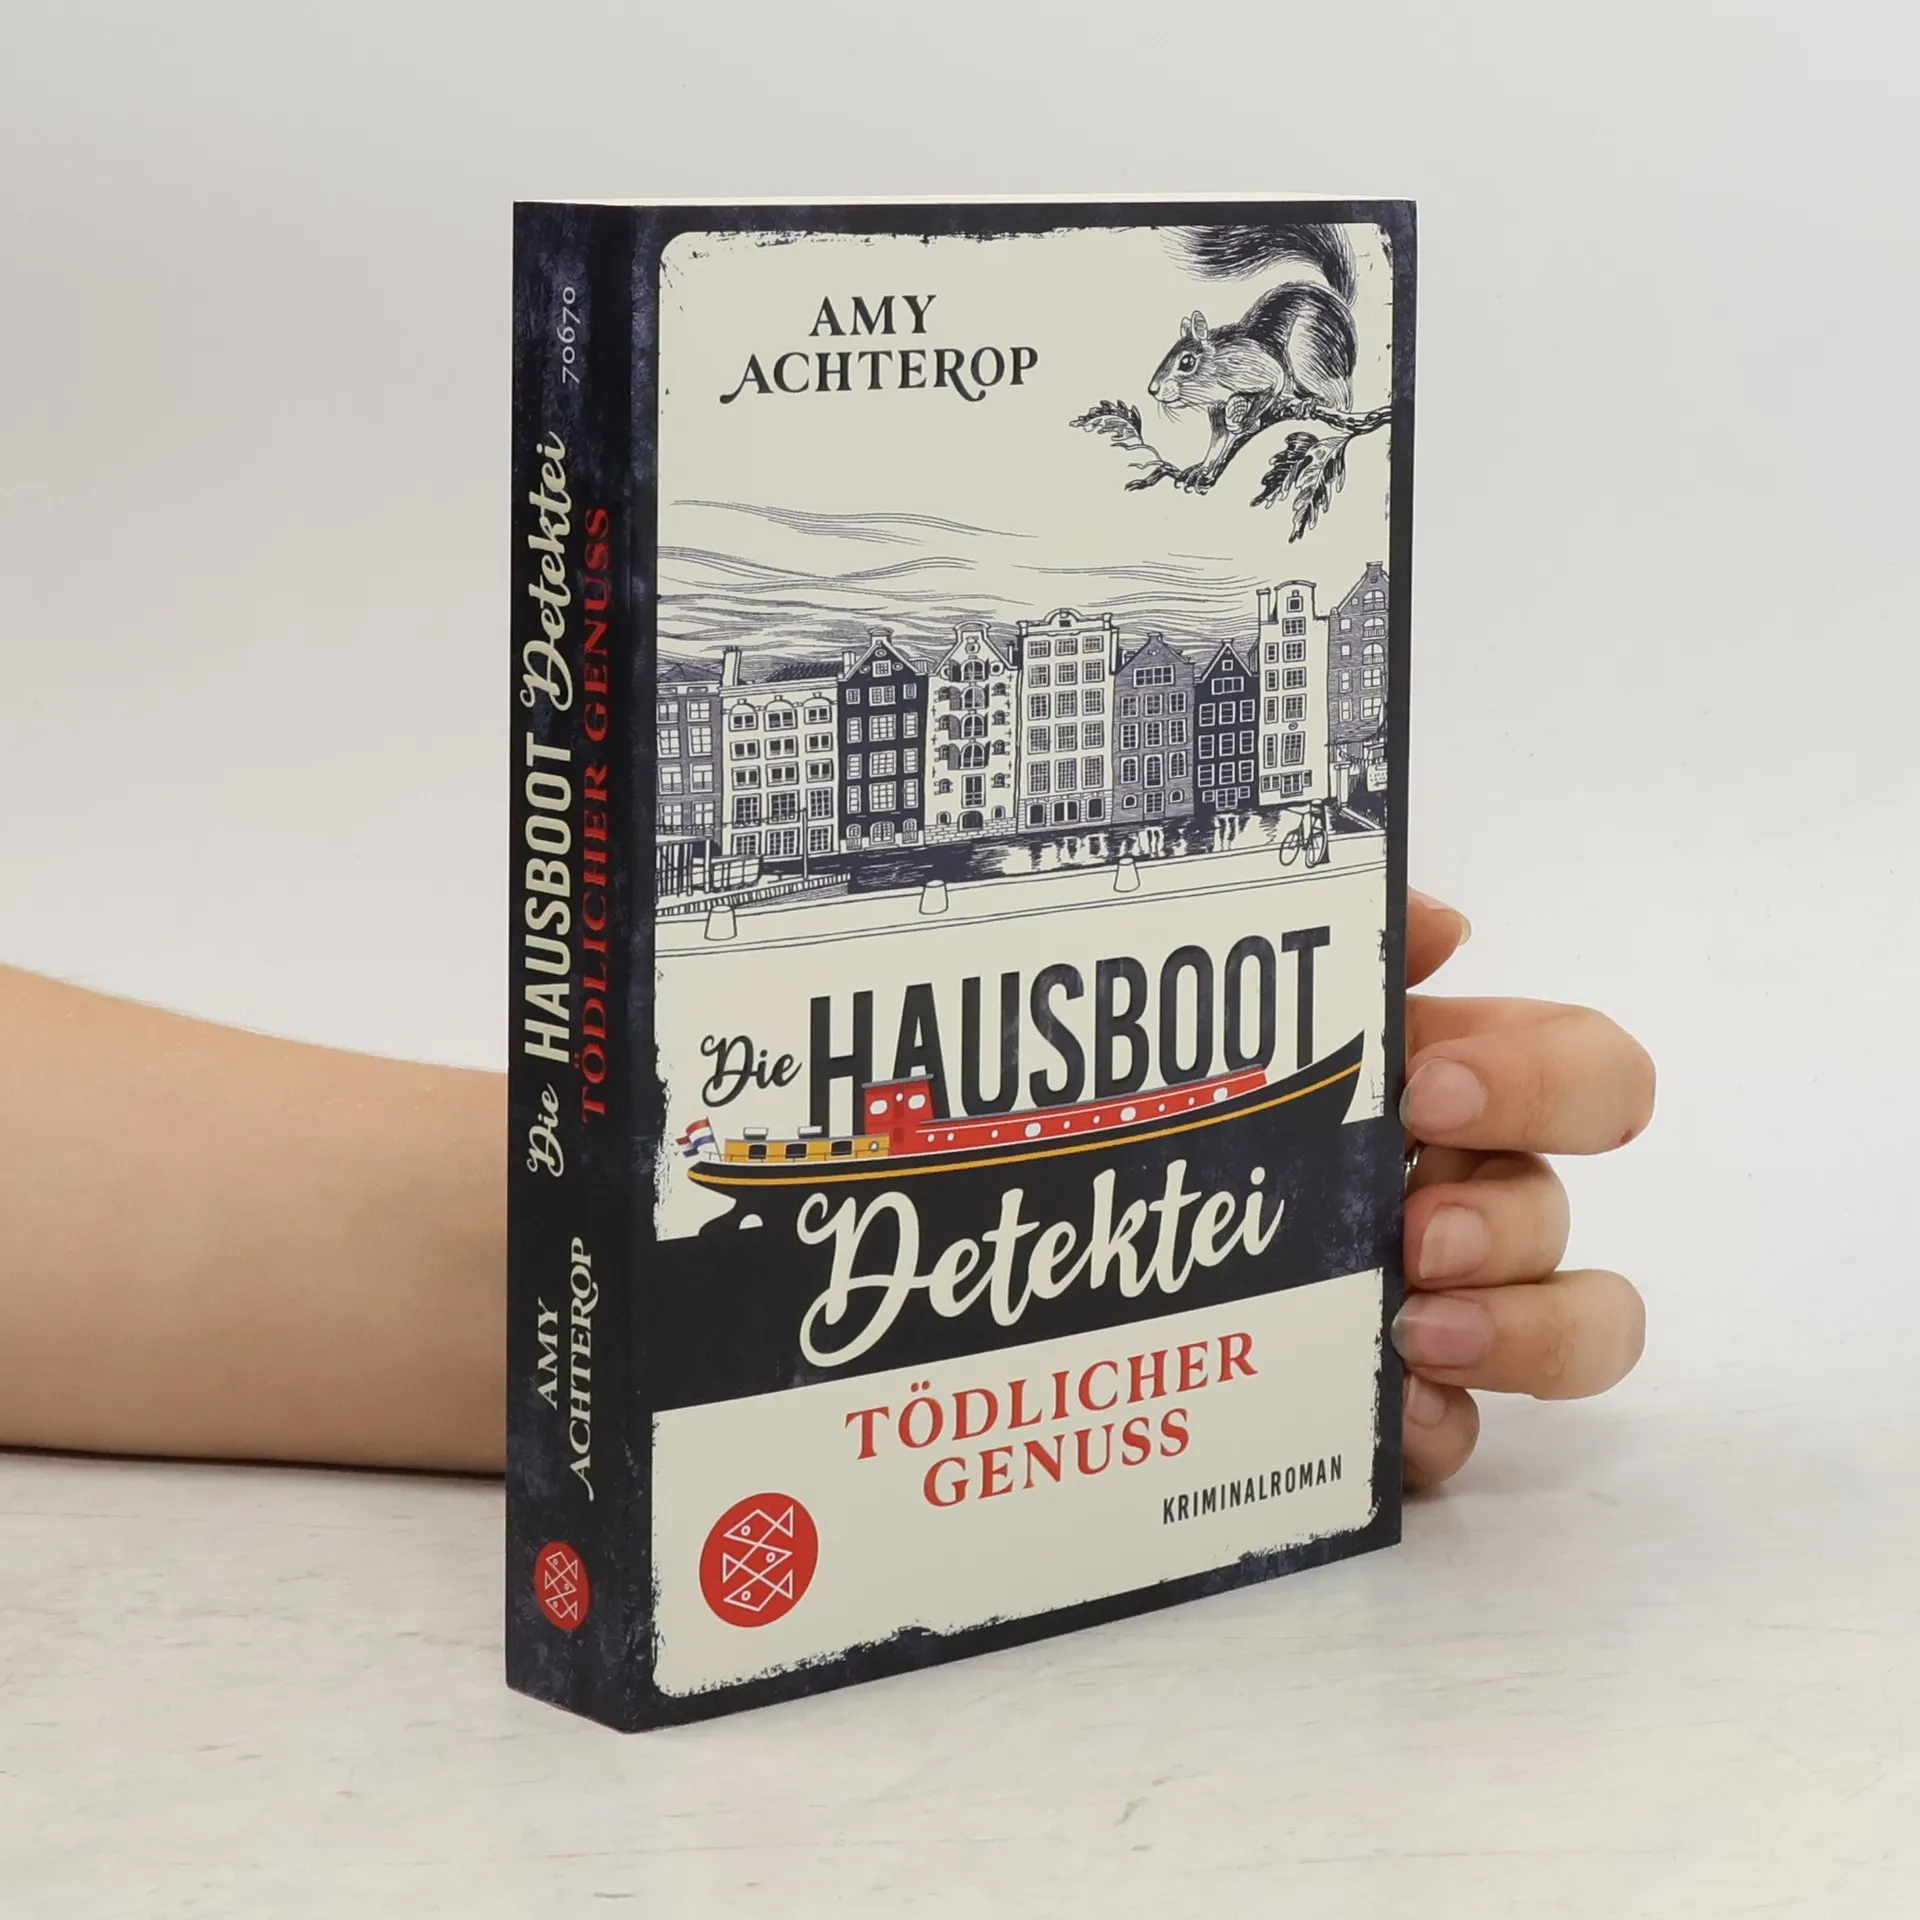 AMY
ACHTEROP
Die HAUSBOOT
Detektei
TÖDLICHER
GENUSS
KRIMINALROMAN
70670
Die HAUSBOOT Detektei
TÖDLICHER GENUSS
AMY
ACHTEROP